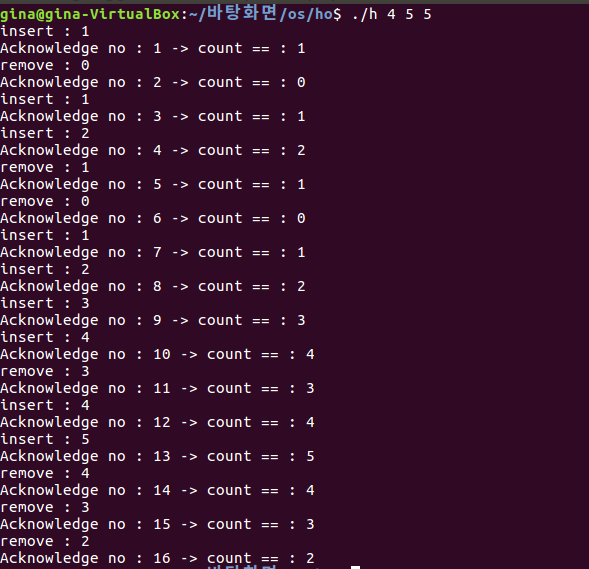 gina@gina-VirtualBox:~/바탕화면/os/ho$ ./h 4 5 5
insert : 1
Acknowledge no : 1 -> count == : 1
remove : 0
Acknowledge no : 2 -> count == : 0
insert : 1
Acknowledge no : 3 -> count == : 1
insert : 2
Acknowledge no : 4 -> count == : 2
remove : 1
Acknowledge no : 5 -> count == : 1
remove : 0
Acknowledge no : 6 -> count == : 0
insert : 1
Acknowledge no : 7 -> count == : 1
insert : 2
Acknowledge no : 8 -> count == : 2
insert : 3
Acknowledge no : 9 -> count == : 3
insert : 4
Acknowledge no : 10 -> count == : 4
remove : 3
Acknowledge no : 11 -> count == : 3
insert : 4
Acknowledge no : 12 -> count == : 4
insert : 5
Acknowledge no : 13 -> count == : 5
remove : 4
Acknowledge no : 14 -> count == : 4
remove : 3
Acknowledge no : 15 -> count == : 3
remove : 2
Acknowledge no : 16 -> count == : 2